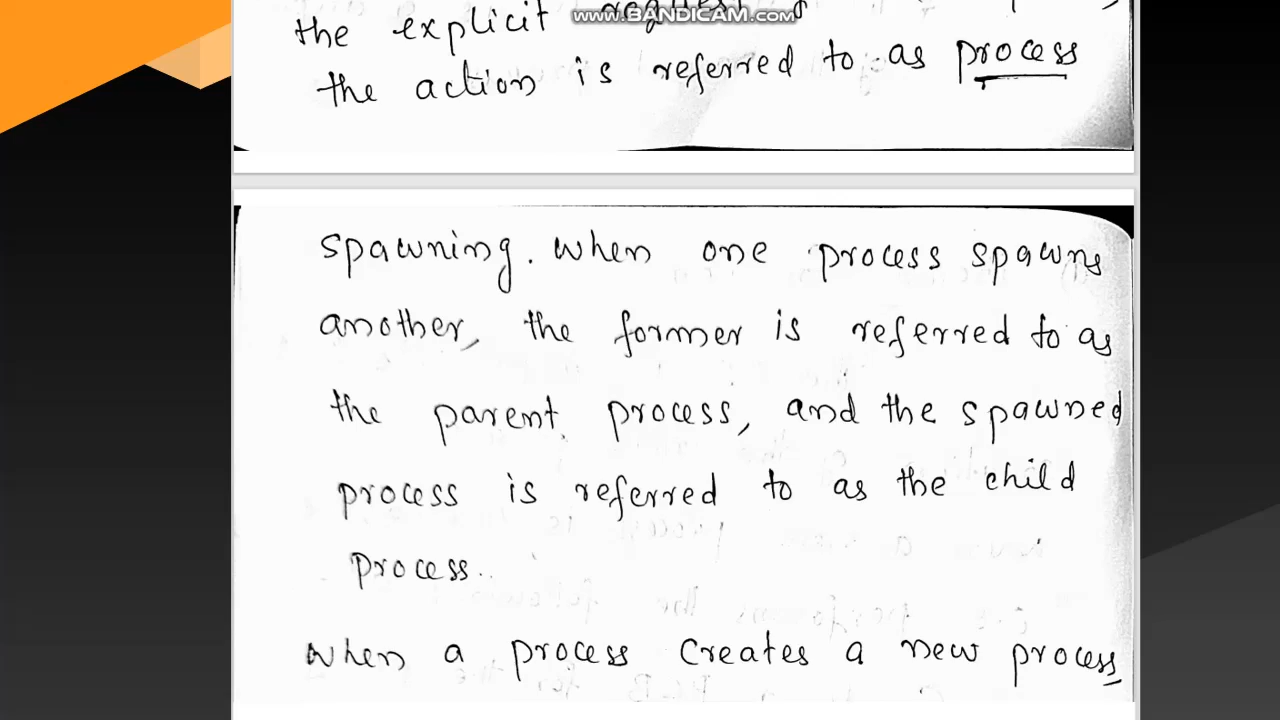 www.BANDICAM.com
the explicit
the action is referred to as process
spawning. when one process spawns
another, the former is referred to as
the parent process, and the spawned
process is referred to as the child
process.
when a process creates a new process